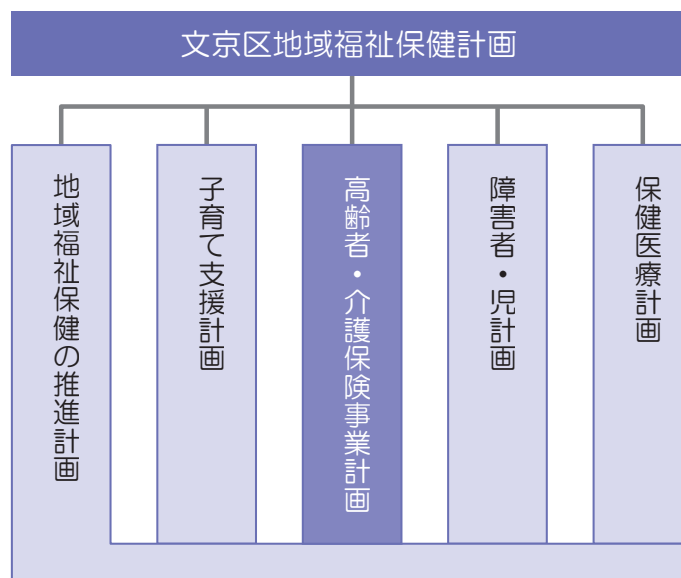 文京区地域福祉保健計画
地域福祉保健の推進計画
子育て支援計画
高齢者・介護保険事業計画
障害者・児計画
保健医療計画